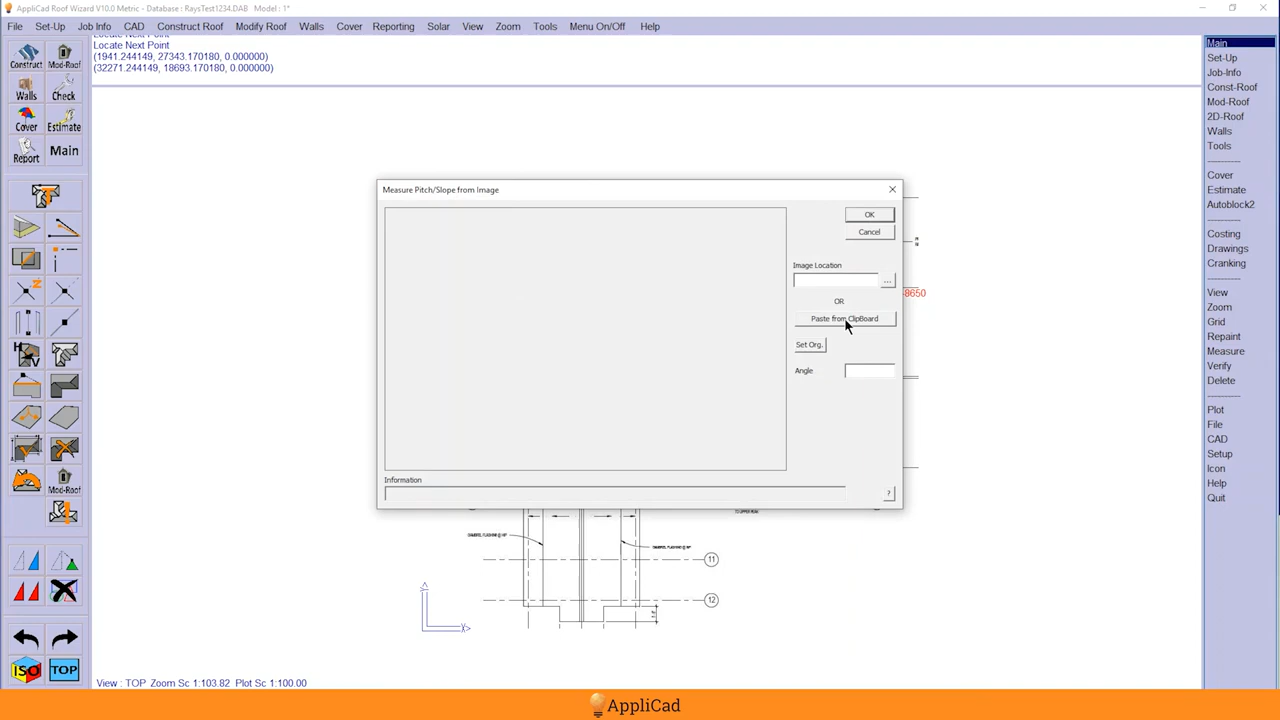 AppliCad Roof Wizard V10.0 Metric - Database : RaysTest1234.DAB Model : 1*
File Set-Up Job Info CAD Construct Roof Modify Roof Walls Cover Reporting Solar View Zoom Tools Menu On/Off Help
Locate Next Point
Locate Next Point
(1941.244149, 27343.170180, 0.000000)
(32271.244149, 18693.170180, 0.000000)
Construct Mod-Roof
Walls Check
Cover Estimate
Report Main
Mod-Roof
ISO TOP
Measure Pitch/Slope from Image
OK
Cancel
Image Location
...
OR
Paste from ClipBoard
Set Org.
Angle
Information
?
8650
TO UPPER ROOF
11
12
Y>
X>
View : TOP Zoom Sc 1:103.82 Plot Sc 1:100.00
Main
Set-Up
Job-Info
Const-Roof
Mod-Roof
2D-Roof
Walls
Tools
Cover
Estimate
Autoblock2
Costing
Drawings
Cranking
View
Zoom
Grid
Repaint
Measure
Verify
Delete
Plot
File
CAD
Setup
Icon
Help
Quit
AppliCad